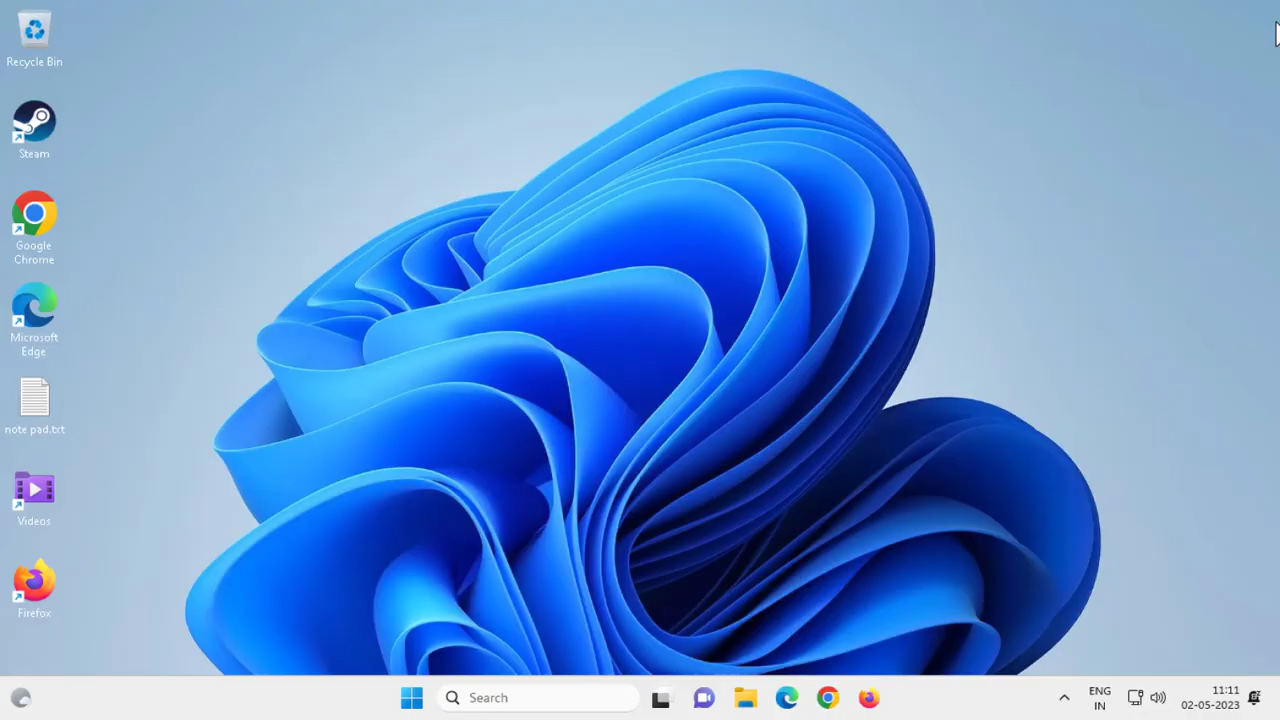 Recycle Bin
Steam
Google
Chrome
Microsoft
Edge
note pad.txt
Videos
Firefox
Search
ENG
IN
11:11
02-05-2023